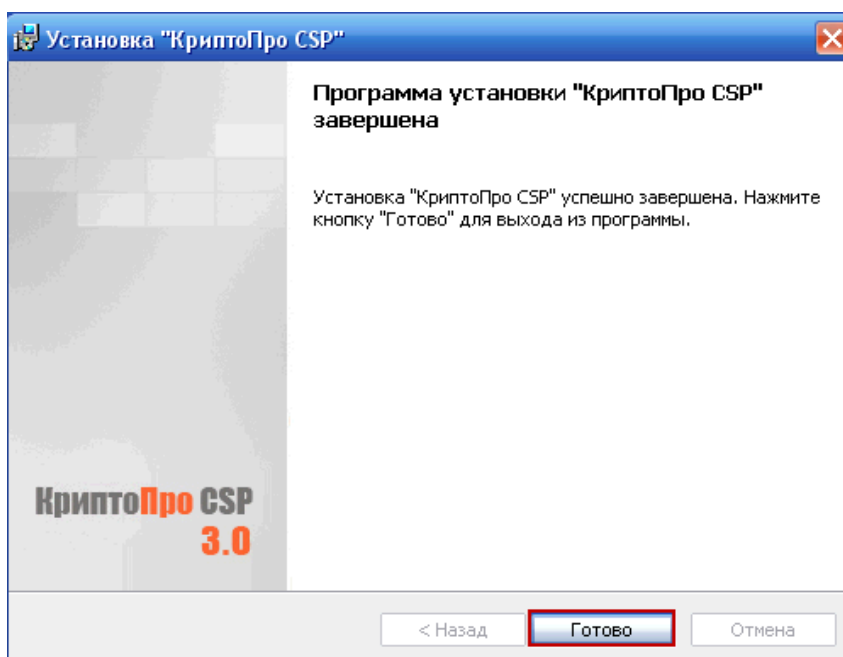 Установка "КриптоПро CSP"
Программа установки "КриптоПро CSP"
завершена
Установка "КриптоПро CSP" успешно завершена. Нажмите
кнопку "Готово" для выхода из программы.
КриптоПро CSP
3.0
< Назад
Готово
Отмена